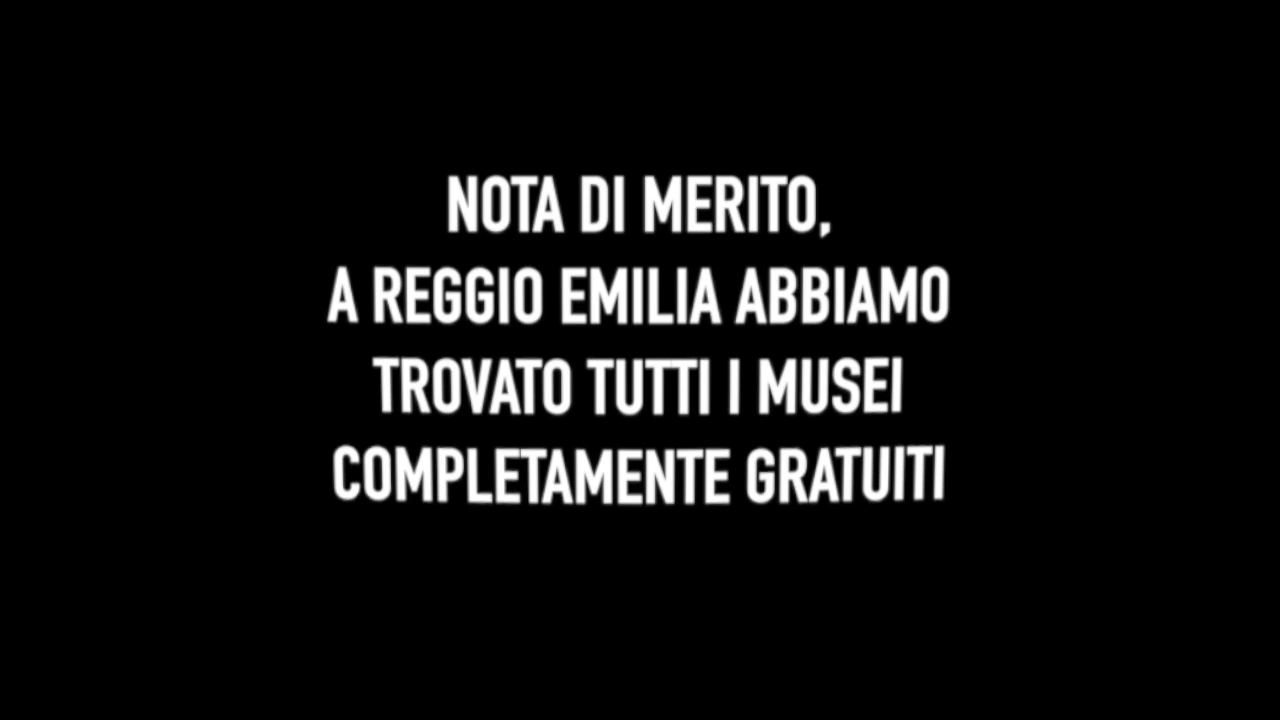 NOTA DI MERITO,
A REGGIO EMILIA ABBIAMO
TROVATO TUTTI I MUSEI
COMPLETAMENTE GRATUITI